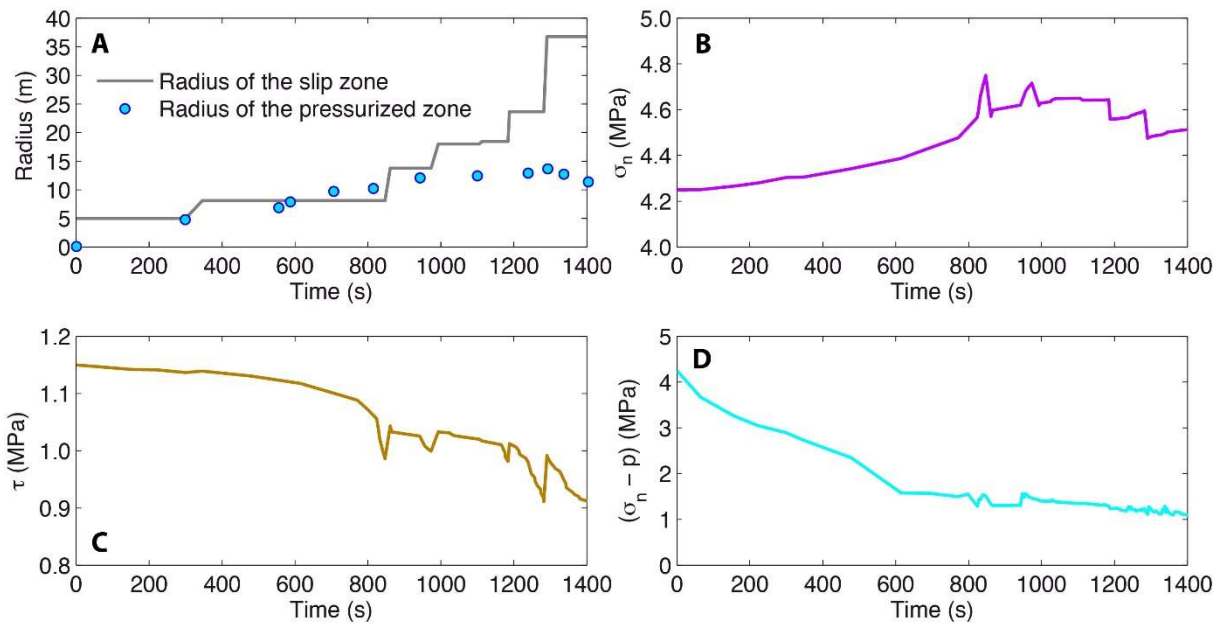 A
Radius (m)
40
35
30
25
20
15
10
5
0
Radius of the slip zone
Radius of the pressurized zone
0 200 400 600 800 1000 1200 1400
Time (s)
B
σn (MPa)
5.0
4.8
4.6
4.4
4.2
4.0
0 200 400 600 800 1000 1200 1400
Time (s)
C
τ (MPa)
1.2
1.1
1.0
0.9
0.8
0 200 400 600 800 1000 1200 1400
Time (s)
D
(σn − p) (MPa)
5
4
3
2
1
0
0 200 400 600 800 1000 1200 1400
Time (s)